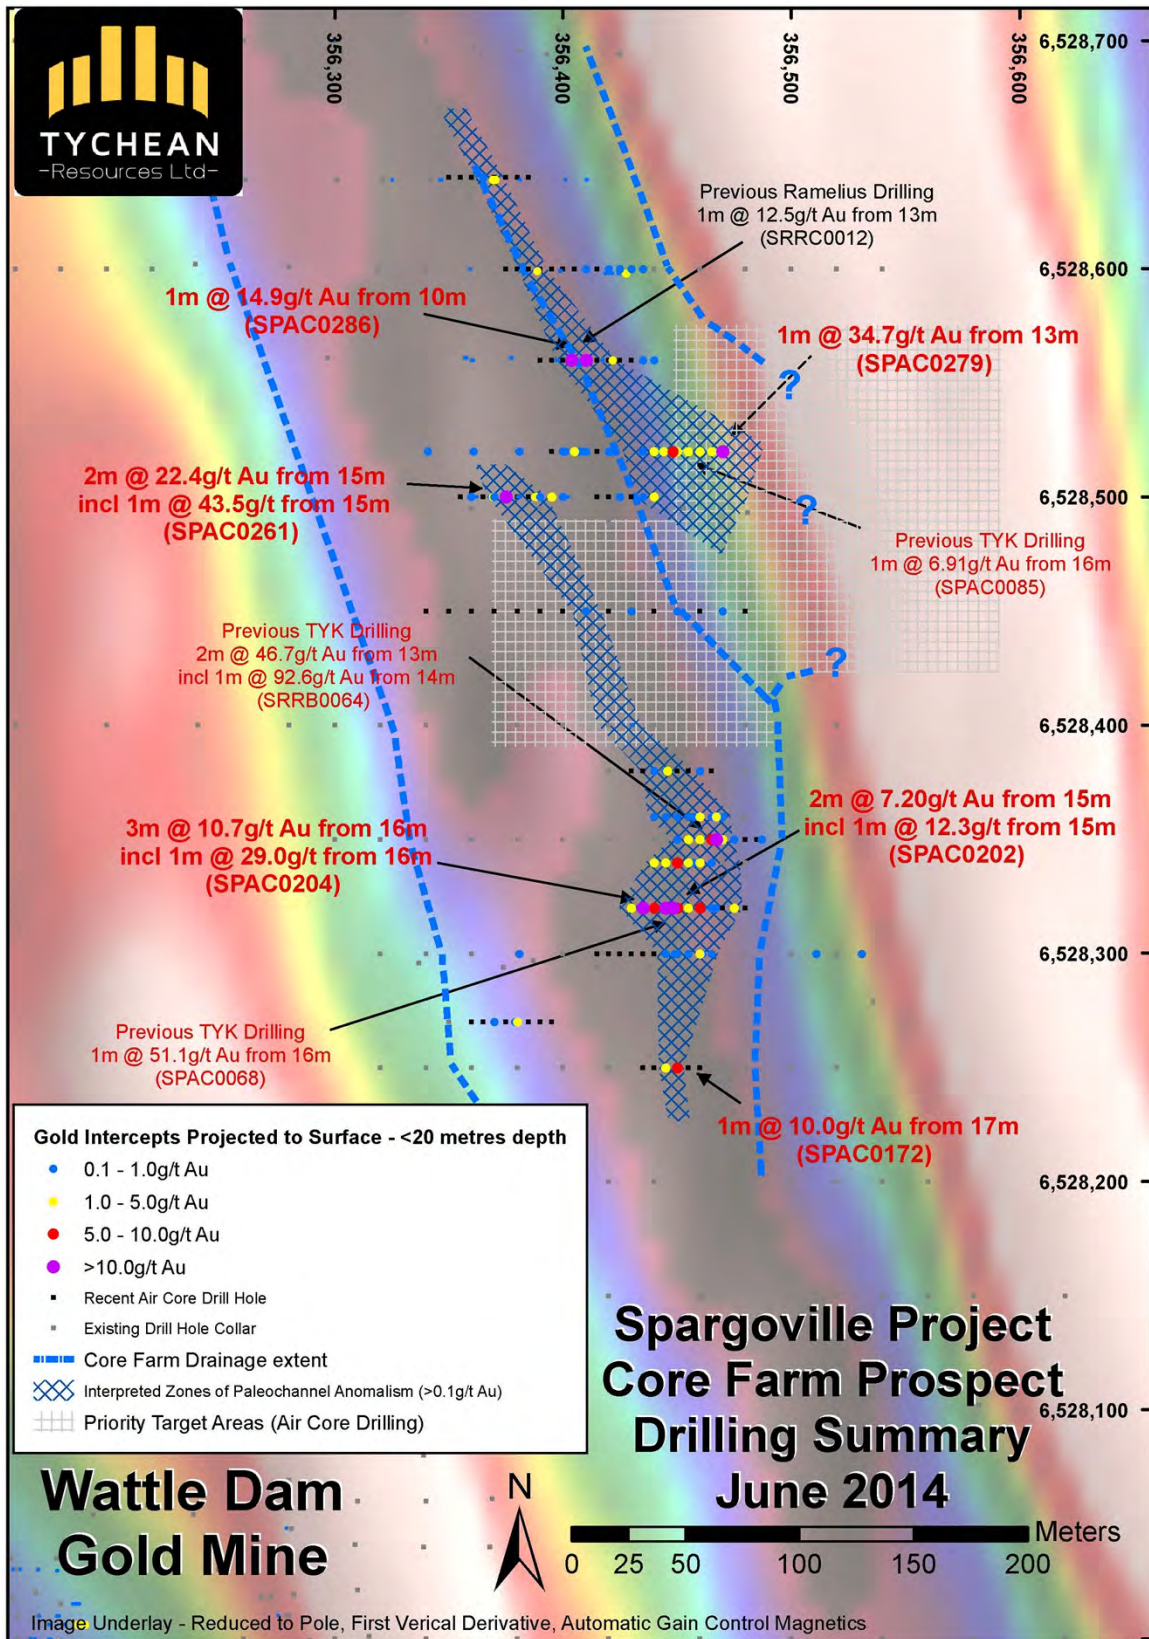 TYCHEAN
-Resources Ltd-
356,300
356,400
356,500
356,600
6,528,700
Previous Ramelius Drilling
1m @ 12.5g/t Au from 13m
(SRRC0012)
6,528,600
1m @ 14.9g/t Au from 10m
(SPAC0286)
1m @ 34.7g/t Au from 13m
(SPAC0279)
?
2m @ 22.4g/t Au from 15m
incl 1m @ 43.5g/t from 15m
(SPAC0261)
6,528,500
?
Previous TYK Drilling
1m @ 6.91g/t Au from 16m
(SPAC0085)
Previous TYK Drilling
2m @ 46.7g/t Au from 13m
incl 1m @ 92.6g/t Au from 14m
(SRRB0064)
?
6,528,400
2m @ 7.20g/t Au from 15m
incl 1m @ 12.3g/t from 15m
(SPAC0202)
3m @ 10.7g/t Au from 16m
incl 1m @ 29.0g/t from 16m
(SPAC0204)
6,528,300
Previous TYK Drilling
1m @ 51.1g/t Au from 16m
(SPAC0068)
1m @ 10.0g/t Au from 17m
(SPAC0172)
6,528,200
Gold Intercepts Projected to Surface - <20 metres depth
0.1 - 1.0g/t Au
1.0 - 5.0g/t Au
5.0 - 10.0g/t Au
>10.0g/t Au
Recent Air Core Drill Hole
Existing Drill Hole Collar
Core Farm Drainage extent
Interpreted Zones of Paleochannel Anomalism (>0.1g/t Au)
Priority Target Areas (Air Core Drilling)
6,528,100
Spargoville Project
Core Farm Prospect
Drilling Summary
June 2014
Wattle Dam
Gold Mine
N
Meters
0 25 50 100 150 200
Image Underlay - Reduced to Pole, First Verical Derivative, Automatic Gain Control Magnetics